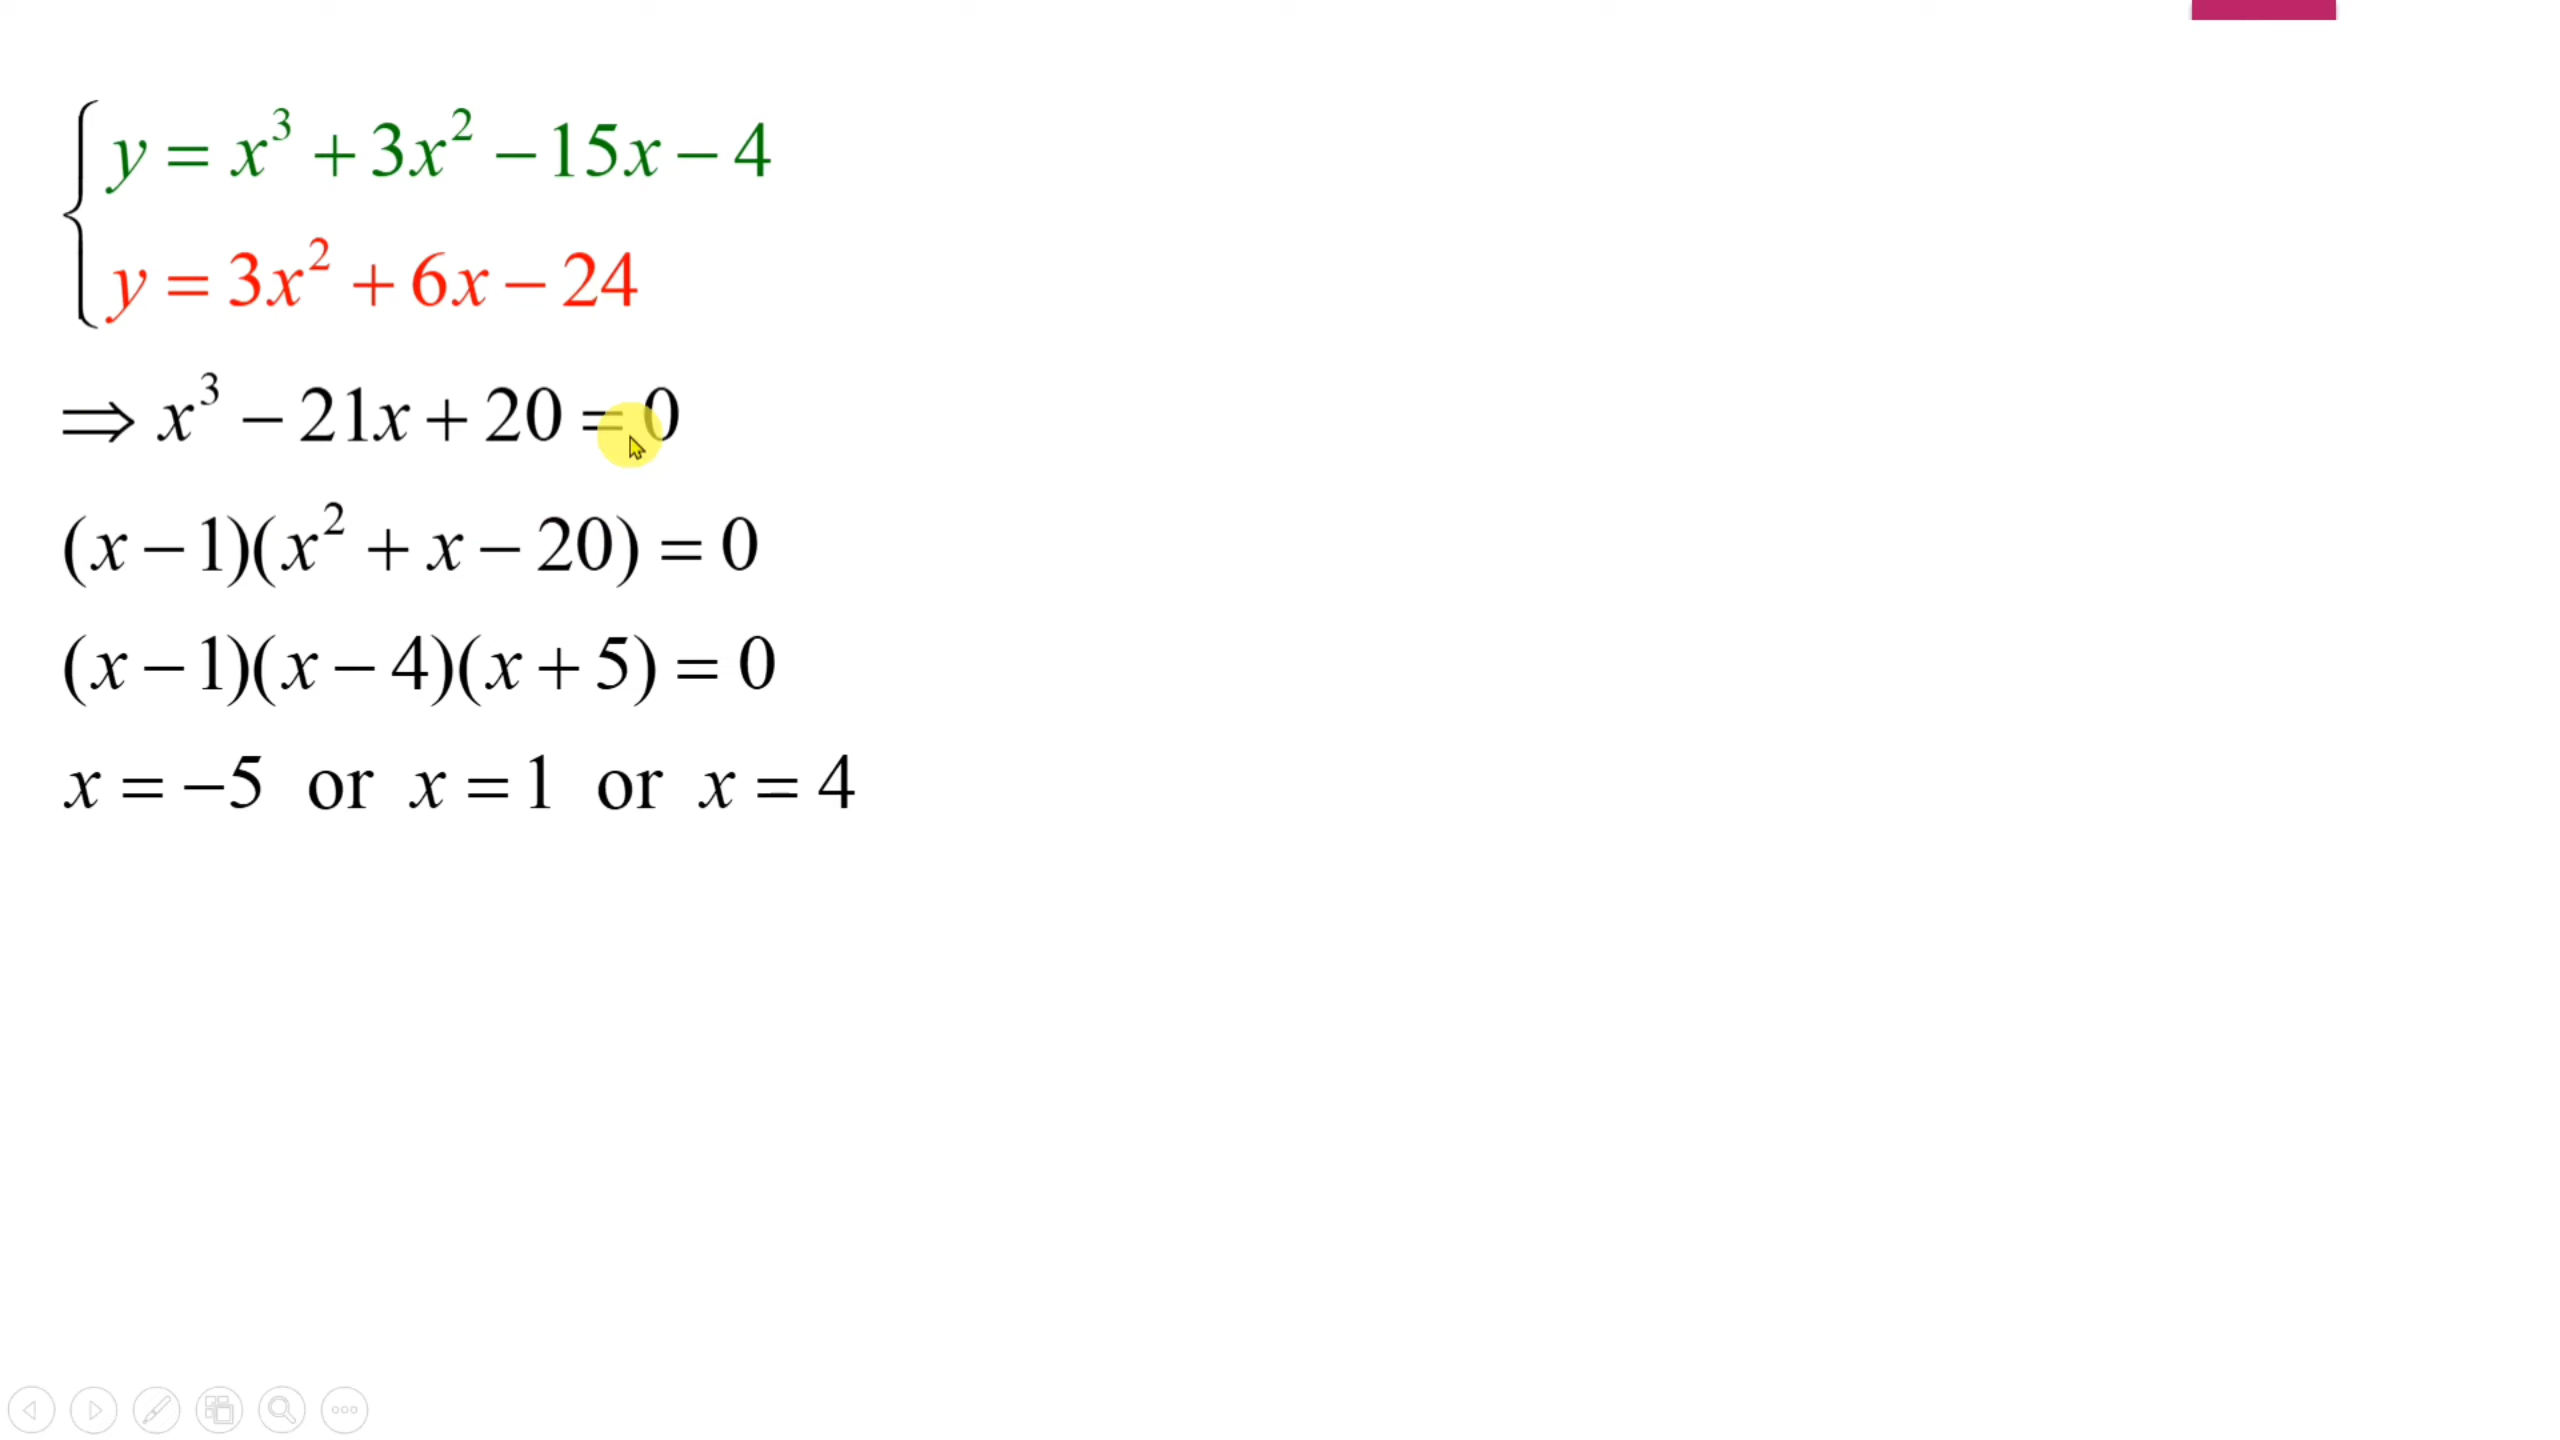 y = x³ + 3x² − 15x − 4
y = 3x² + 6x − 24
⇒ x³ − 21x + 20 = 0
(x − 1)(x² + x − 20) = 0
(x − 1)(x − 4)(x + 5) = 0
x = −5 or x = 1 or x = 4